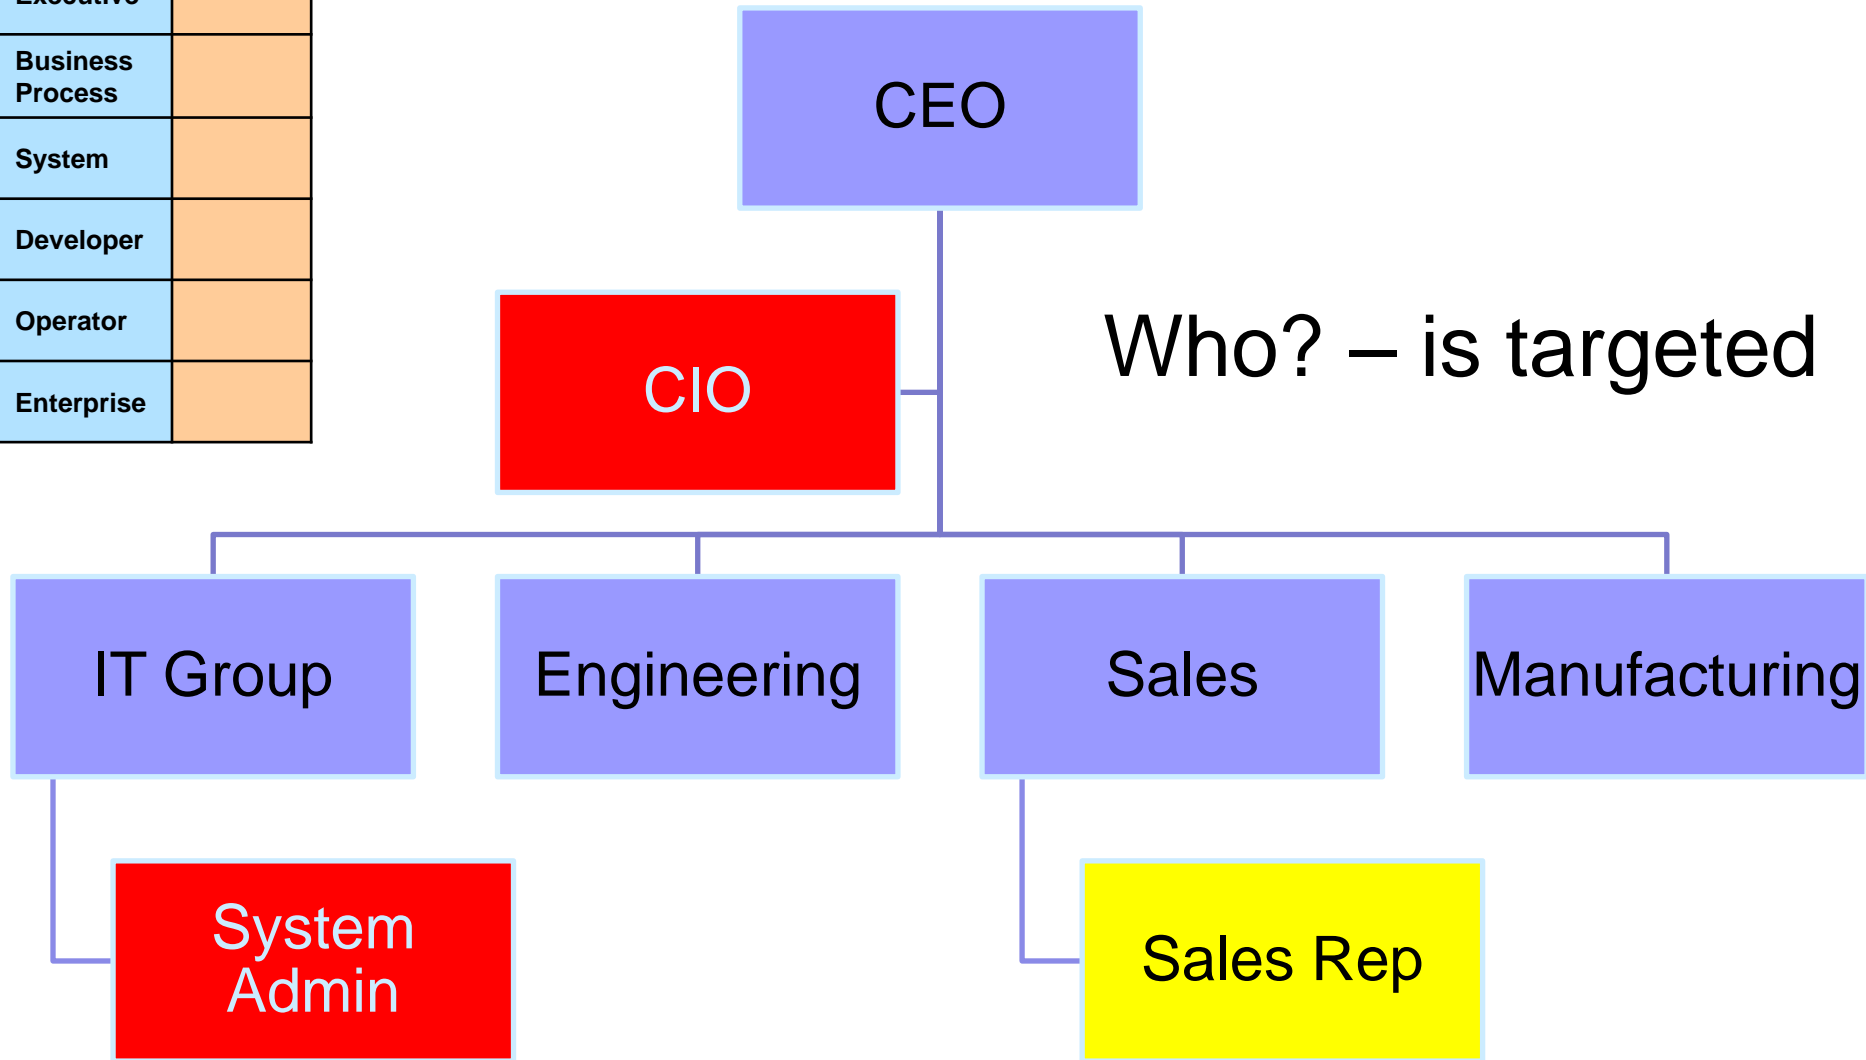 Executive
Business
Process
System
Developer
Operator
Enterprise
CEO
CIO
Who? – is targeted
IT Group
Engineering
Sales
Manufacturing
System
Admin
Sales Rep